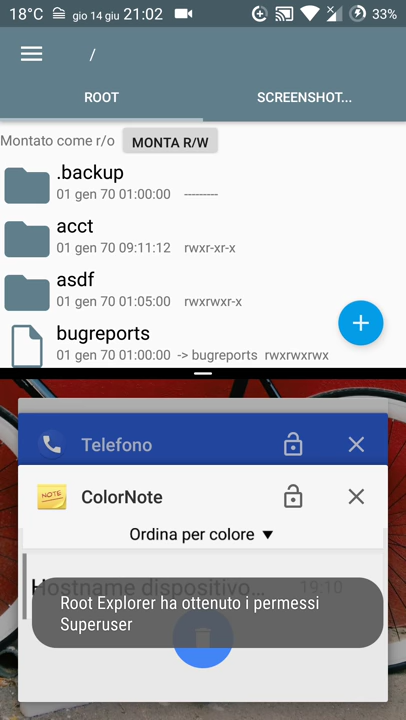 18°C gio 14 giu 21:02 33%
/
ROOT SCREENSHOT...
Montato come r/o MONTA R/W
.backup
01 gen 70 01:00:00 ---------
acct
01 gen 70 09:11:12 rwxr-xr-x
asdf
01 gen 70 01:05:00 rwxrwxr-x
bugreports
01 gen 70 01:00:00 -> bugreports rwxrwxrwx
Telefono
NOTE ColorNote
Ordina per colore ▼
Hostname dispositivo... 19:10
Root Explorer ha ottenuto i permessi
Superuser